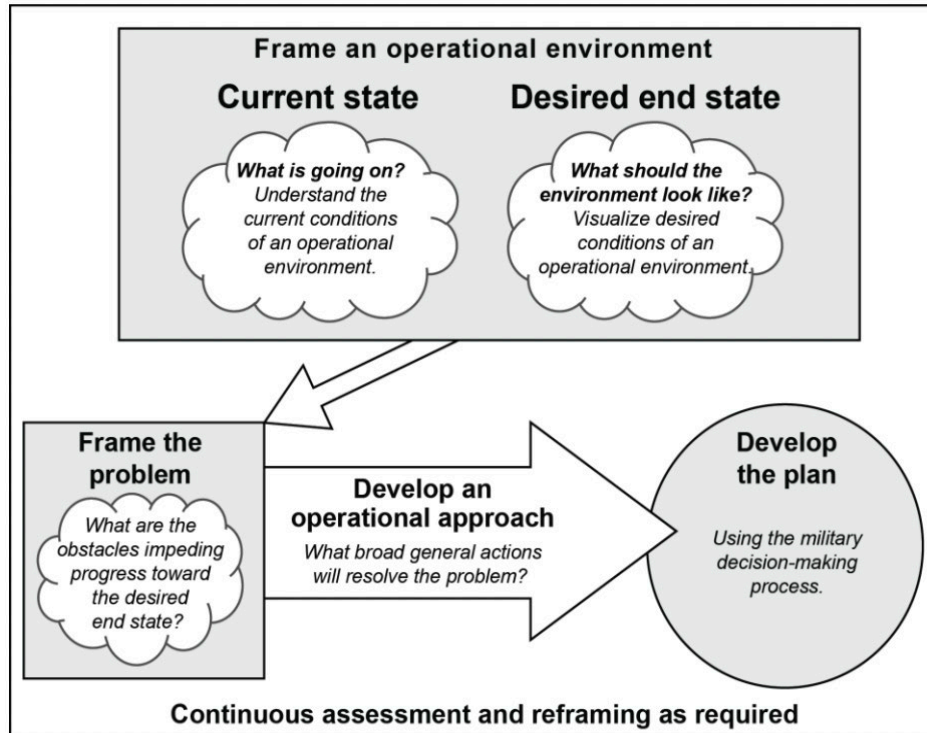 Frame an operational environment
Current state
What is going on?
Understand the
current conditions
of an operational
environment.
Desired end state
What should the
environment look like?
Visualize desired
conditions of an
operational environment.
Frame the
problem
What are the
obstacles impeding
progress toward
the desired
end state?
Develop an
operational approach
What broad general actions
will resolve the problem?
Develop
the plan
Using the military
decision-making
process.
Continuous assessment and reframing as required